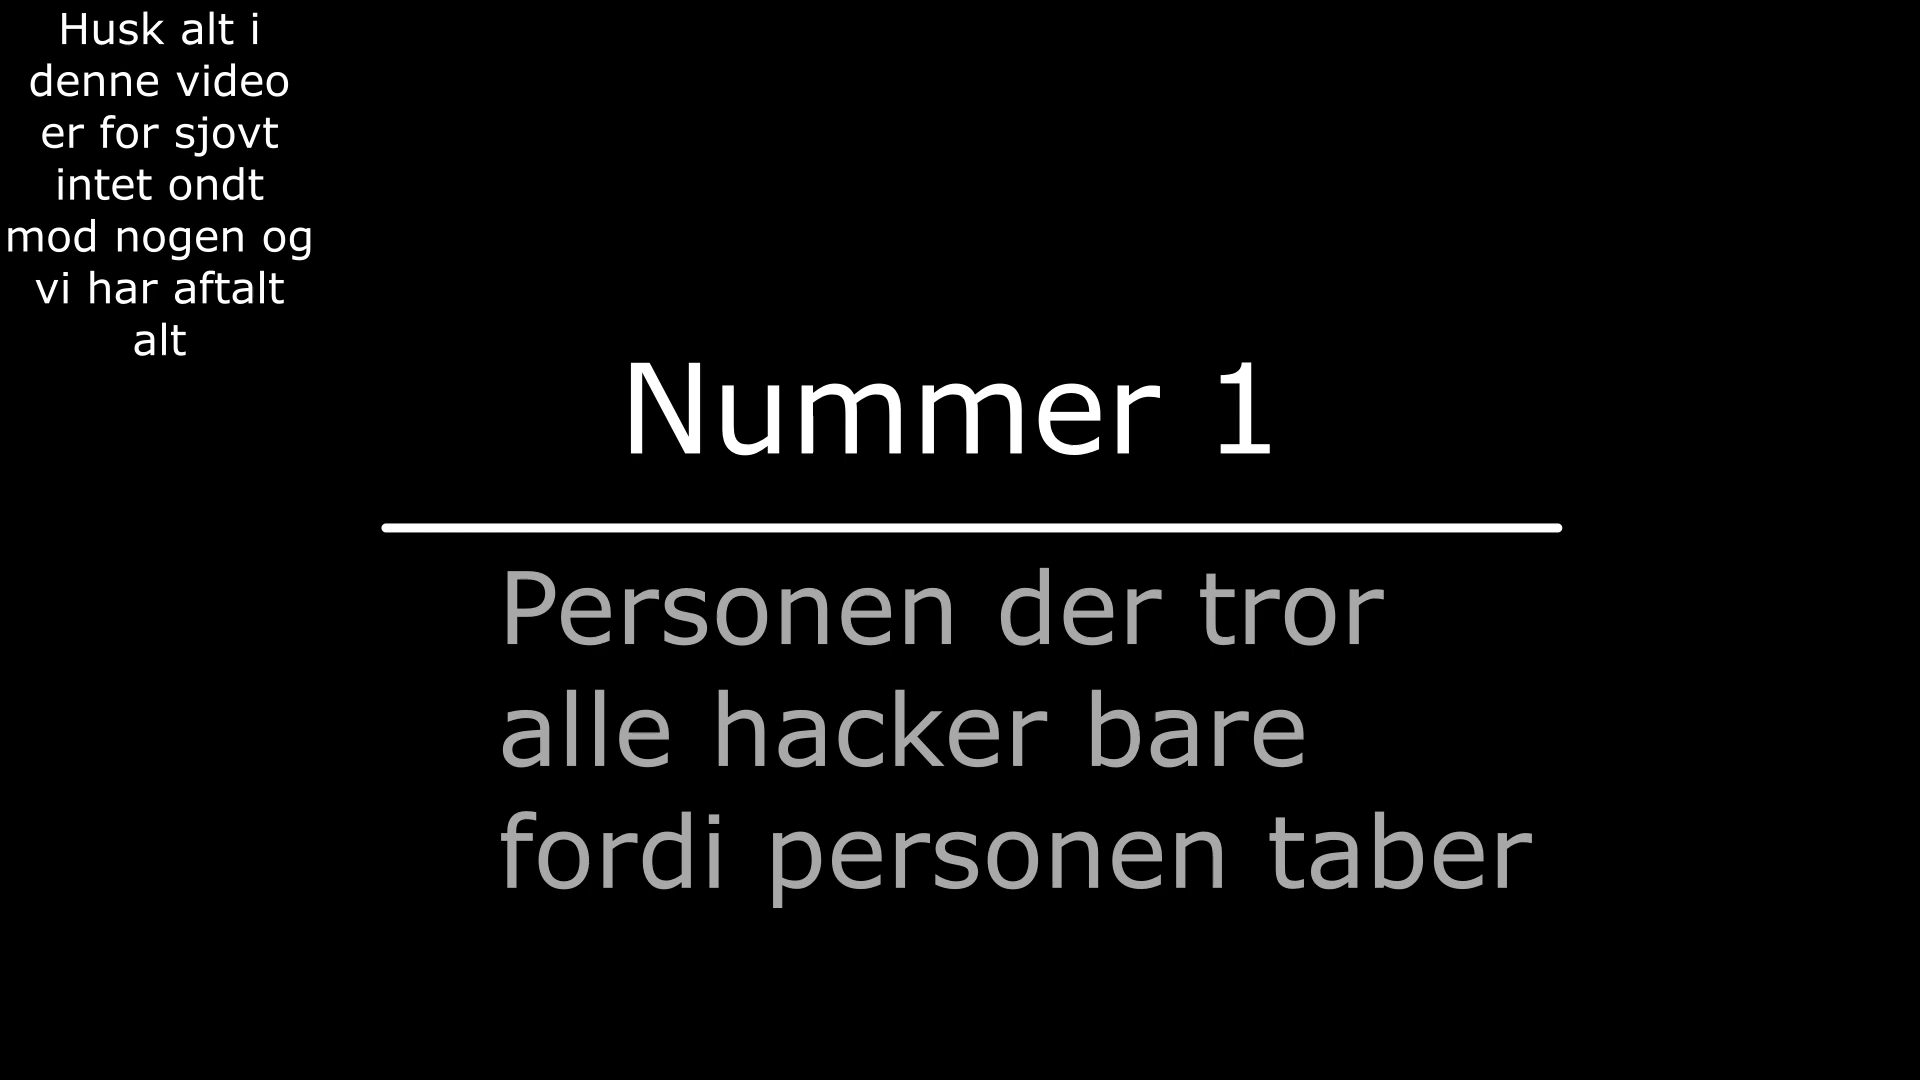 Husk alt i
denne video
er for sjovt
intet ondt
mod nogen og
vi har aftalt
alt
Nummer 1
Personen der tror
alle hacker bare
fordi personen taber